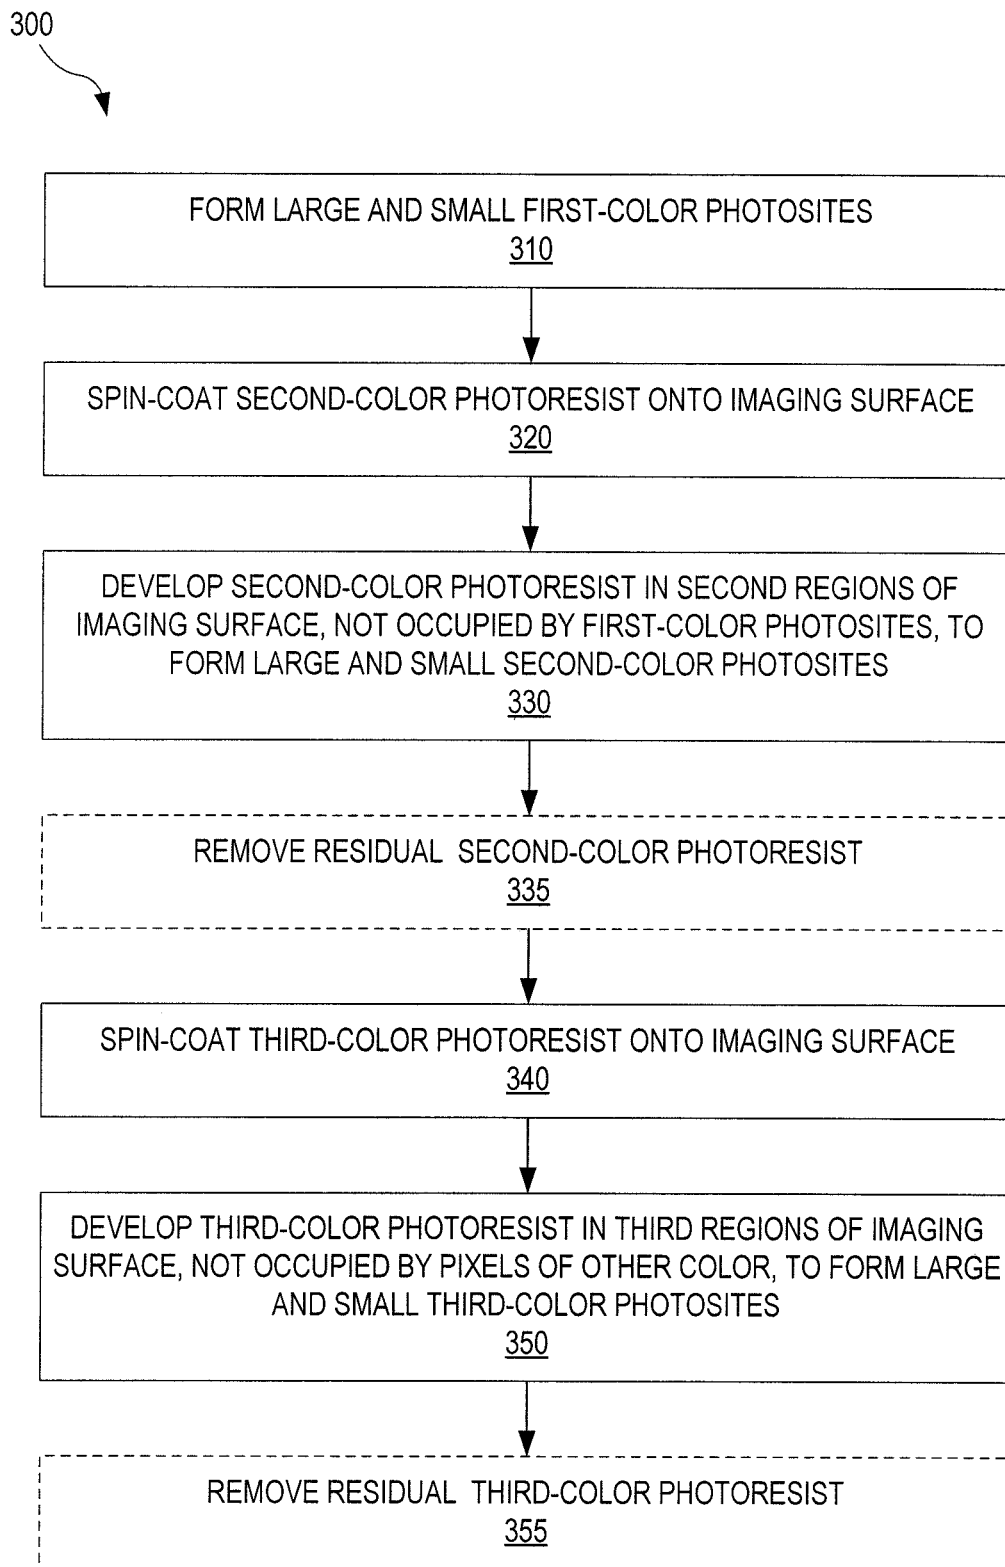 300
FORM LARGE AND SMALL FIRST-COLOR PHOTOSITES
310
SPIN-COAT SECOND-COLOR PHOTORESIST ONTO IMAGING SURFACE
320
DEVELOP SECOND-COLOR PHOTORESIST IN SECOND REGIONS OF
IMAGING SURFACE, NOT OCCUPIED BY FIRST-COLOR PHOTOSITES, TO
FORM LARGE AND SMALL SECOND-COLOR PHOTOSITES
330
REMOVE RESIDUAL SECOND-COLOR PHOTORESIST
335
SPIN-COAT THIRD-COLOR PHOTORESIST ONTO IMAGING SURFACE
340
DEVELOP THIRD-COLOR PHOTORESIST IN THIRD REGIONS OF IMAGING
SURFACE, NOT OCCUPIED BY PIXELS OF OTHER COLOR, TO FORM LARGE
AND SMALL THIRD-COLOR PHOTOSITES
350
REMOVE RESIDUAL THIRD-COLOR PHOTORESIST
355